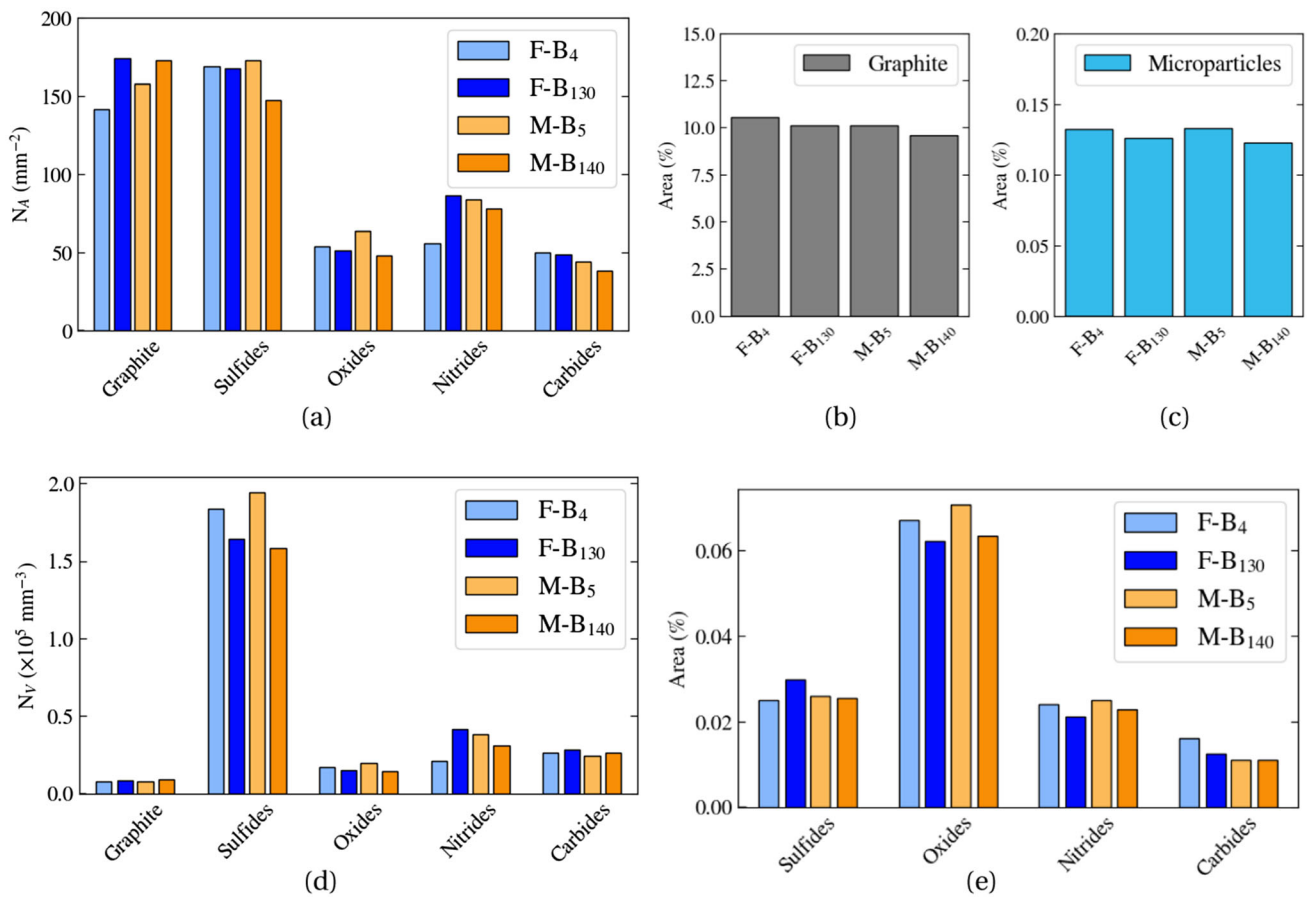 200
150
100
50
0
N_A (mm⁻²)
F-B₄
F-B₁₃₀
M-B₅
M-B₁₄₀
Graphite
Sulfides
Oxides
Nitrides
Carbides
(a)
15.0
12.5
10.0
7.5
5.0
2.5
0.0
Area (%)
Graphite
F-B₄
F-B₁₃₀
M-B₅
M-B₁₄₀
(b)
0.20
0.15
0.10
0.05
0.00
Area (%)
Microparticles
F-B₄
F-B₁₃₀
M-B₅
M-B₁₄₀
(c)
2.0
1.5
1.0
0.5
0.0
N_V (×10⁵ mm⁻³)
F-B₄
F-B₁₃₀
M-B₅
M-B₁₄₀
Graphite
Sulfides
Oxides
Nitrides
Carbides
(d)
0.06
0.04
0.02
0.00
Area (%)
F-B₄
F-B₁₃₀
M-B₅
M-B₁₄₀
Sulfides
Oxides
Nitrides
Carbides
(e)